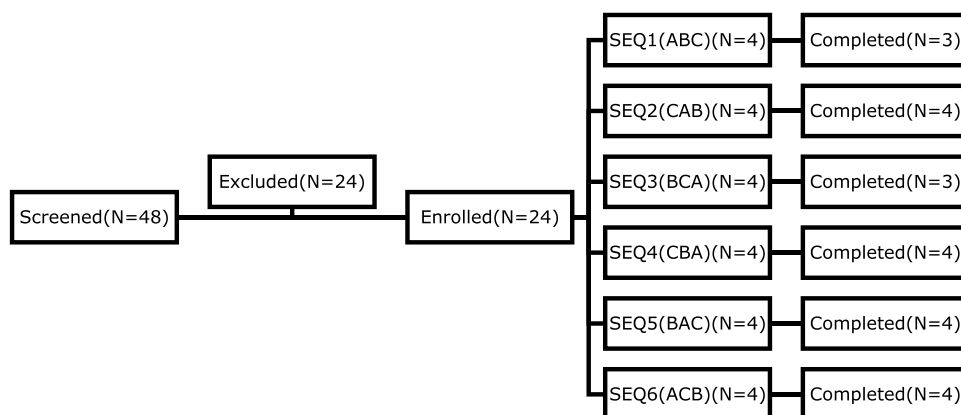 Screened(N=48)
Excluded(N=24)
Enrolled(N=24)
SEQ1(ABC)(N=4)
Completed(N=3)
SEQ2(CAB)(N=4)
Completed(N=4)
SEQ3(BCA)(N=4)
Completed(N=3)
SEQ4(CBA)(N=4)
Completed(N=4)
SEQ5(BAC)(N=4)
Completed(N=4)
SEQ6(ACB)(N=4)
Completed(N=4)